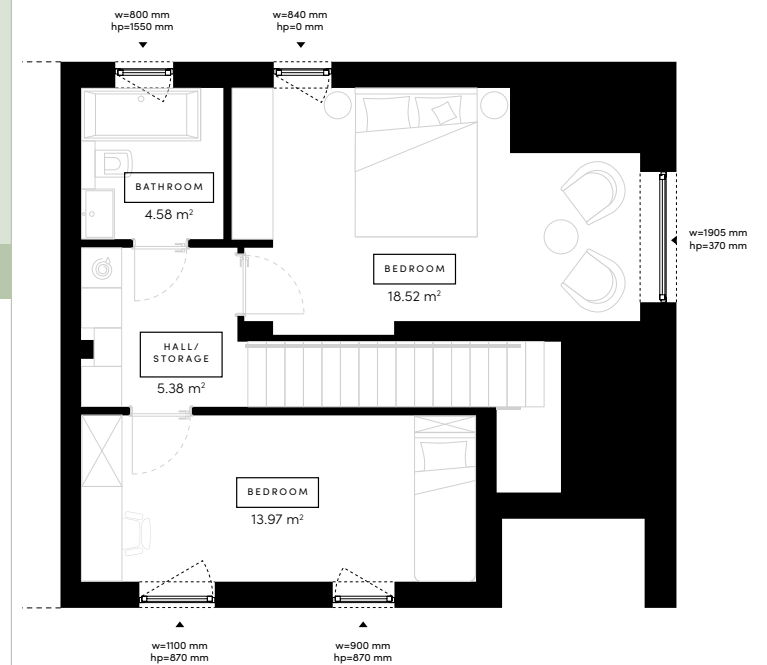 w=800 mm
hp=1550 mm
w=840 mm
hp=0 mm
BATHROOM
4.58 m²
w=1905 mm
hp=370 mm
BEDROOM
18.52 m²
HALL/
STORAGE
5.38 m²
BEDROOM
13.97 m²
w=1100 mm
hp=870 mm
w=900 mm
hp=870 mm